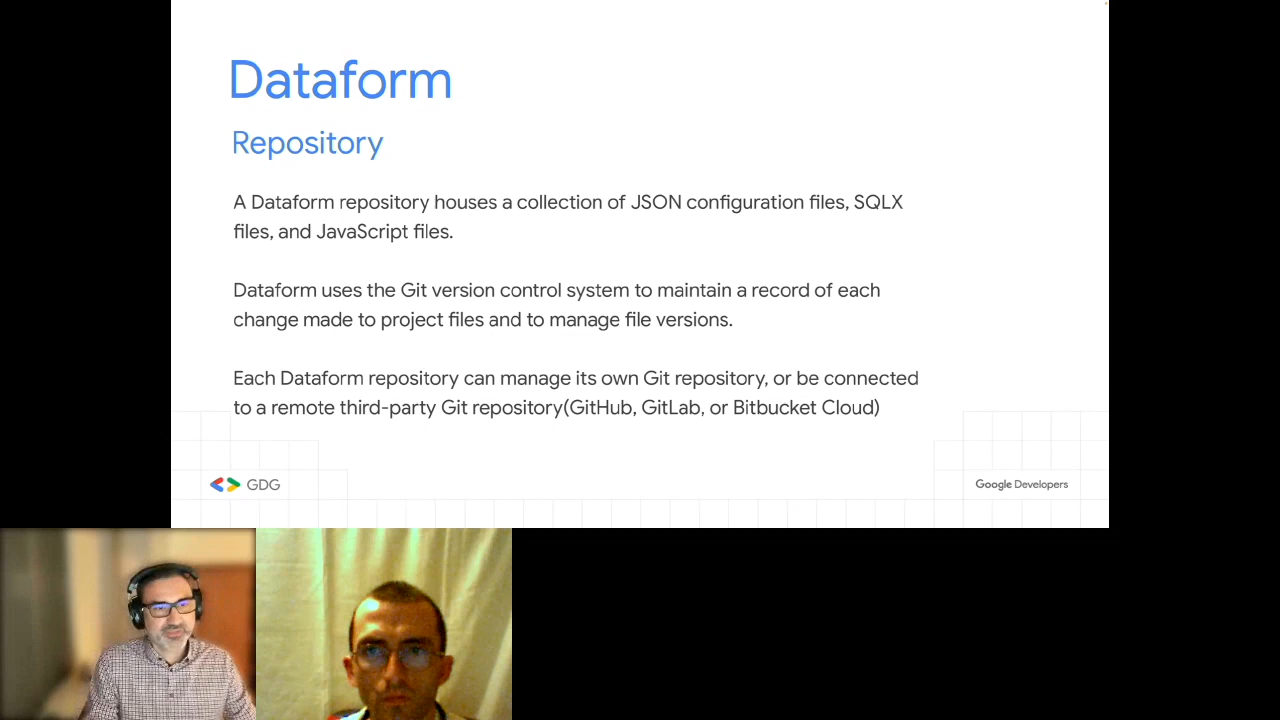 Dataform
Repository
A Dataform repository houses a collection of JSON configuration files, SQLX
files, and JavaScript files.
Dataform uses the Git version control system to maintain a record of each
change made to project files and to manage file versions.
Each Dataform repository can manage its own Git repository, or be connected
to a remote third-party Git repository(GitHub, GitLab, or Bitbucket Cloud)
GDG
Google Developers